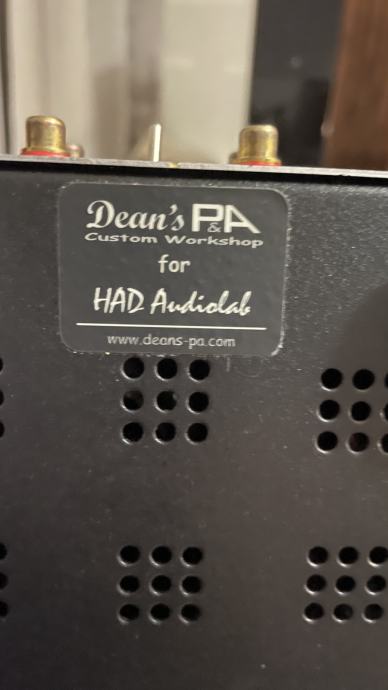 Dean's P&A
Custom Workshop
for
HAD Audiolab
www.deans-pa.com